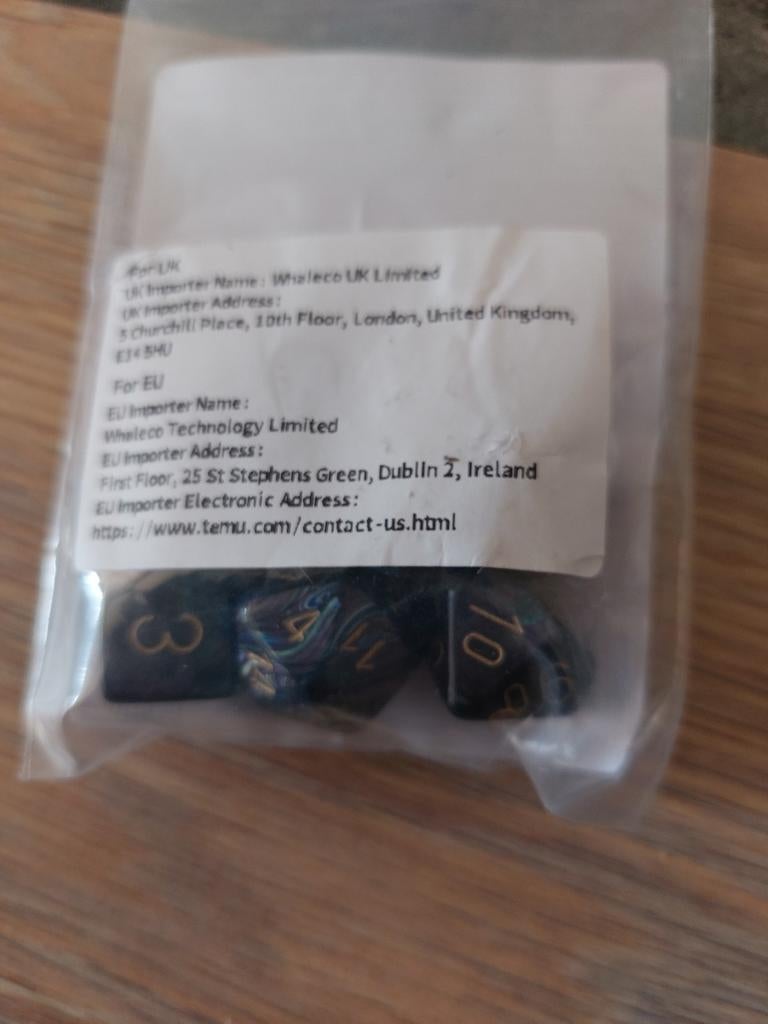 For UK
UK Importer Name: Whaleco UK Limited
UK Importer Address:
5 Churchill Place, 10th Floor, London, United Kingdom,
E14 5HU
For EU
EU Importer Name:
Whaleco Technology Limited
EU Importer Address:
First Floor, 25 St Stephens Green, Dublin 2, Ireland
EU Importer Electronic Address:
https://www.temu.com/contact-us.html
3 4 11 10